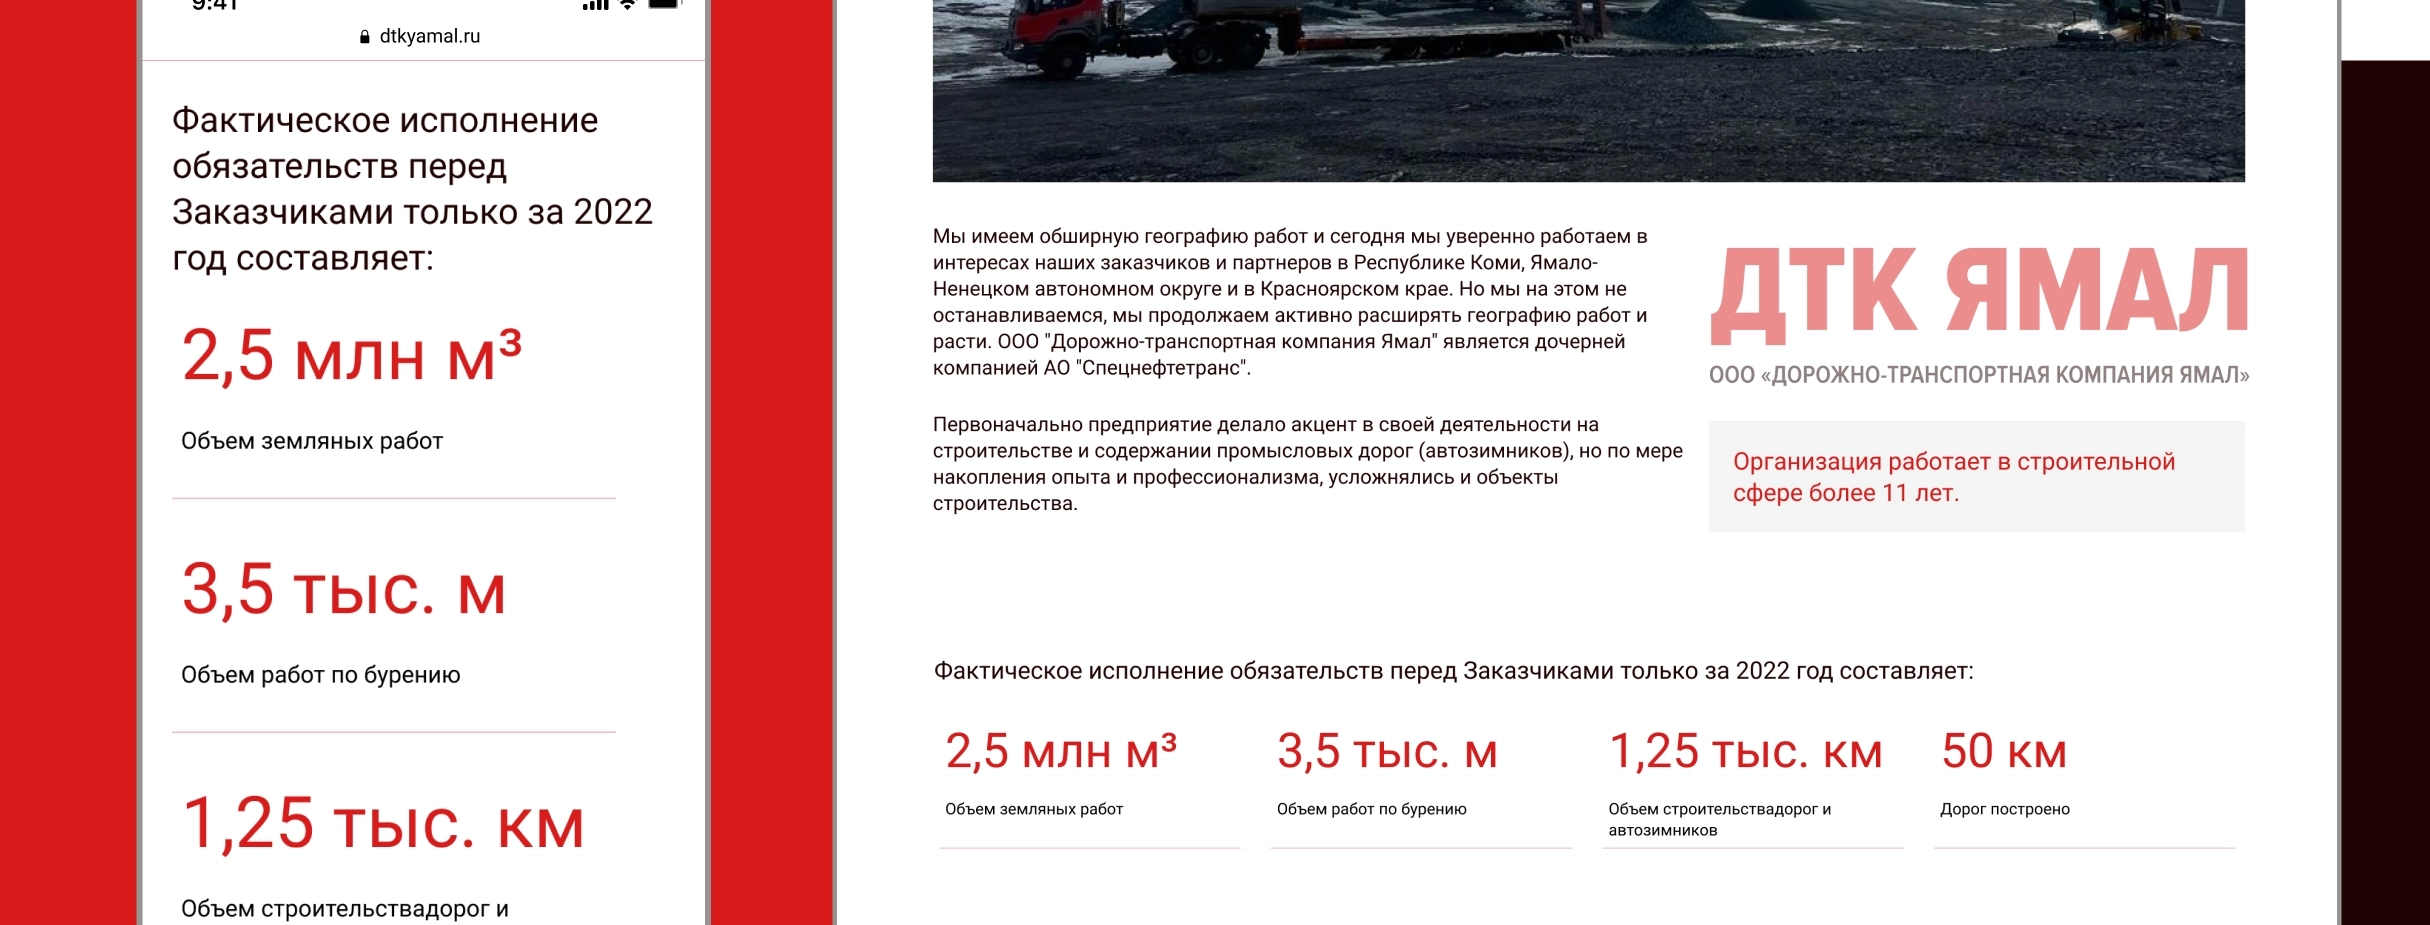 9:41
dtkyamal.ru
Фактическое исполнение
обязательств перед
Заказчиками только за 2022
год составляет:
2,5 млн м³
Объем земляных работ
3,5 тыс. м
Объем работ по бурению
1,25 тыс. км
Объем строительствадорог и
Мы имеем обширную географию работ и сегодня мы уверенно работаем в
интересах наших заказчиков и партнеров в Республике Коми, Ямало-
Ненецком автономном округе и в Красноярском крае. Но мы на этом не
останавливаемся, мы продолжаем активно расширять географию работ и
расти. ООО "Дорожно-транспортная компания Ямал" является дочерней
компанией АО "Спецнефтетранс".
Первоначально предприятие делало акцент в своей деятельности на
строительстве и содержании промысловых дорог (автозимников), но по мере
накопления опыта и профессионализма, усложнялись и объекты
строительства.
ДТК ЯМАЛ
ООО «ДОРОЖНО-ТРАНСПОРТНАЯ КОМПАНИЯ ЯМАЛ»
Организация работает в строительной
сфере более 11 лет.
Фактическое исполнение обязательств перед Заказчиками только за 2022 год составляет:
2,5 млн м³
Объем земляных работ
3,5 тыс. м
Объем работ по бурению
1,25 тыс. км
Объем строительствадорог и
автозимников
50 км
Дорог построено